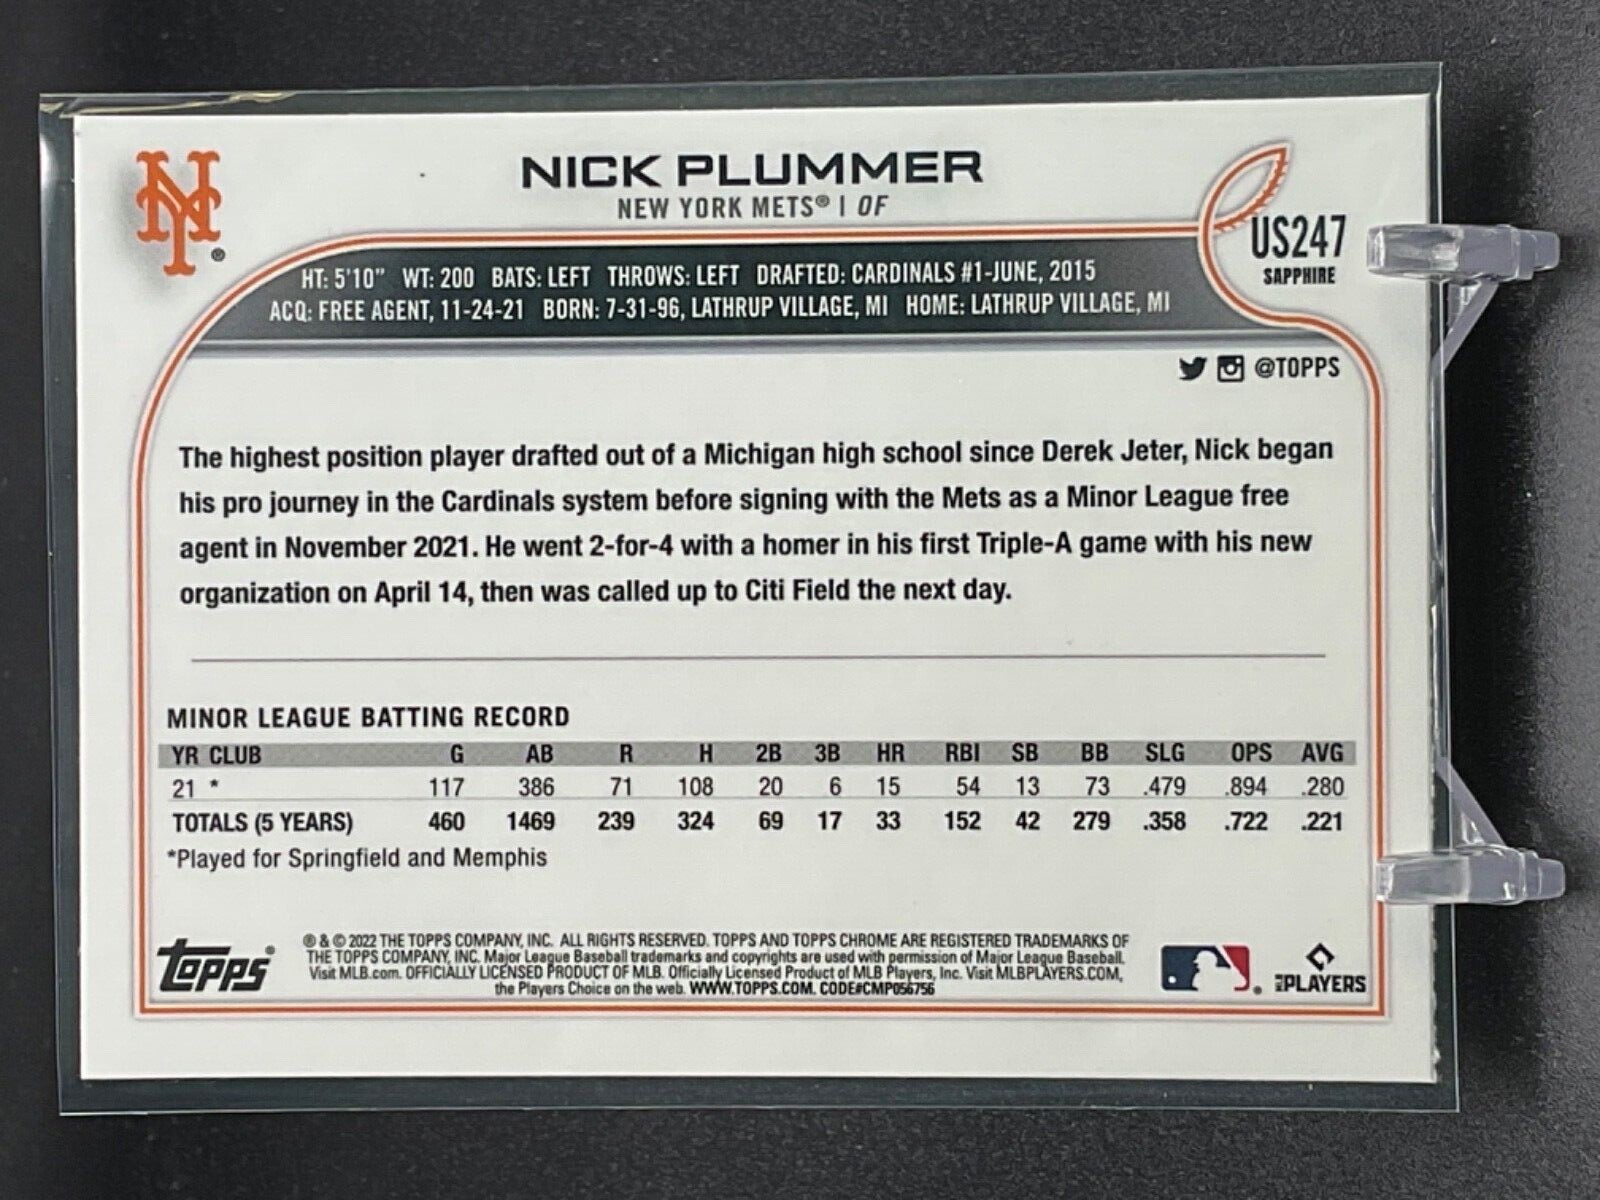 NY®
NICK PLUMMER
NEW YORK METS® | OF
US247
SAPPHIRE
HT: 5'10" WT: 200 BATS: LEFT THROWS: LEFT DRAFTED: CARDINALS #1-JUNE, 2015
ACQ: FREE AGENT, 11-24-21 BORN: 7-31-96, LATHRUP VILLAGE, MI HOME: LATHRUP VILLAGE, MI
@TOPPS
The highest position player drafted out of a Michigan high school since Derek Jeter, Nick began
his pro journey in the Cardinals system before signing with the Mets as a Minor League free
agent in November 2021. He went 2-for-4 with a homer in his first Triple-A game with his new
organization on April 14, then was called up to Citi Field the next day.
MINOR LEAGUE BATTING RECORD
YR CLUB G AB R H 2B 3B HR RBI SB BB SLG OPS AVG
21 * 117 386 71 108 20 6 15 54 13 73 .479 .894 .280
TOTALS (5 YEARS) 460 1469 239 324 69 17 33 152 42 279 .358 .722 .221
*Played for Springfield and Memphis
topps®
® & © 2022 THE TOPPS COMPANY, INC. ALL RIGHTS RESERVED. TOPPS AND TOPPS CHROME ARE REGISTERED TRADEMARKS OF
THE TOPPS COMPANY, INC. Major League Baseball trademarks and copyrights are used with permission of Major League Baseball.
Visit MLB.com. OFFICIALLY LICENSED PRODUCT OF MLB. Officially Licensed Product of MLB Players, Inc. Visit MLBPLAYERS.COM,
the Players Choice on the web. WWW.TOPPS.COM. CODE#CMP056756
MLB PLAYERS